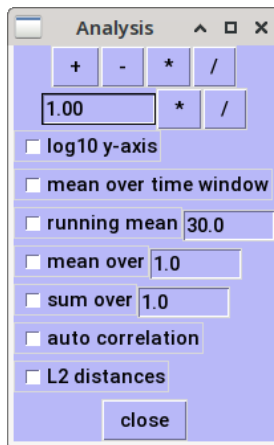 Analysis
+ - * /
1.00 * /
log10 y-axis
mean over time window
running mean 30.0
mean over 1.0
sum over 1.0
auto correlation
L2 distances
close